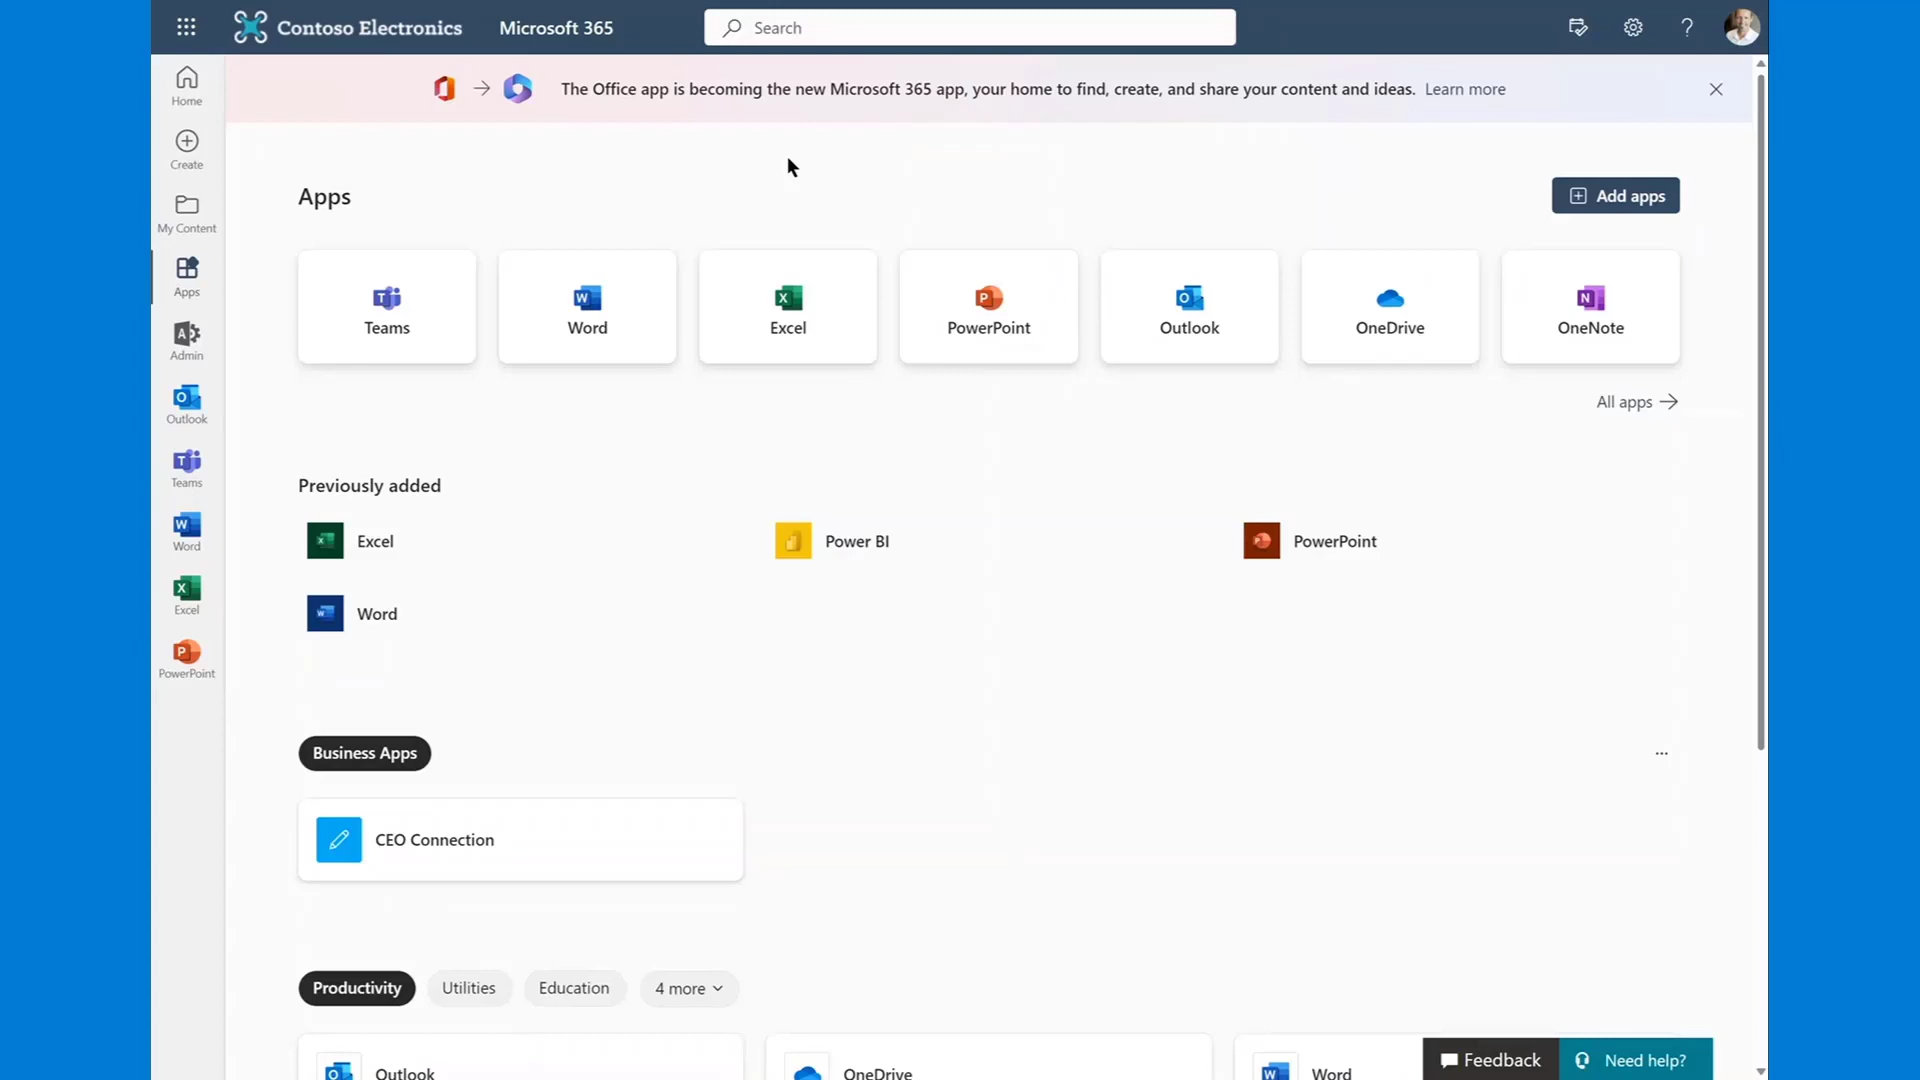 Contoso Electronics
Microsoft 365
Search
?
Home
Create
My Content
Apps
Admin
Outlook
Teams
Word
Excel
PowerPoint
The Office app is becoming the new Microsoft 365 app, your home to find, create, and share your content and ideas. Learn more
Apps
Add apps
Teams
Word
Excel
PowerPoint
Outlook
OneDrive
OneNote
All apps
Previously added
Excel
Power BI
PowerPoint
Word
Business Apps
...
CEO Connection
Productivity
Utilities
Education
4 more
Outlook
OneDrive
Word
Feedback
Need help?